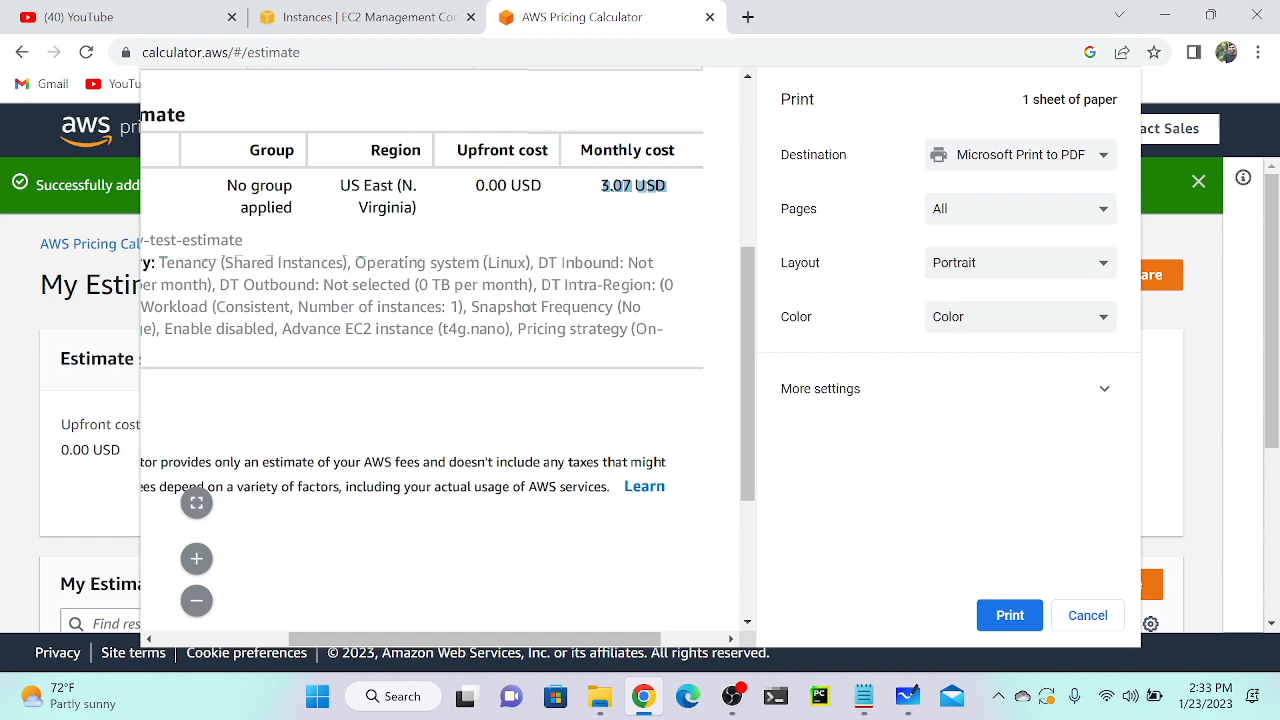 (10) YouTube
Instances | EC2 Management Co
AWS Pricing Calculator
calculator.aws/#/estimate
Gmail
YouTu
aws
pri
act Sales
Successfully add
AWS Pricing Cal
My Estim
are
Estimate s
Upfront cost
0.00 USD
My Estima
Find res
mate
Group
Region
Upfront cost
Monthly cost
No group applied
US East (N. Virginia)
0.00 USD
3.07 USD
y-test-estimate
y: Tenancy (Shared Instances), Operating system (Linux), DT Inbound: Not
er month), DT Outbound: Not selected (0 TB per month), DT Intra-Region: (0
Workload (Consistent, Number of instances: 1), Snapshot Frequency (No
ge), Enable disabled, Advance EC2 instance (t4g.nano), Pricing strategy (On-
tor provides only an estimate of your AWS fees and doesn't include any taxes that might
es depend on a variety of factors, including your actual usage of AWS services. Learn
Print
1 sheet of paper
Destination
Microsoft Print to PDF
Pages
All
Layout
Portrait
Color
Color
More settings
Print
Cancel
Privacy | Site terms | Cookie preferences | © 2023, Amazon Web Services, Inc. or its affiliates. All rights reserved.
72°F
Partly sunny
Search
PC
2:33 PM
1/23/2023